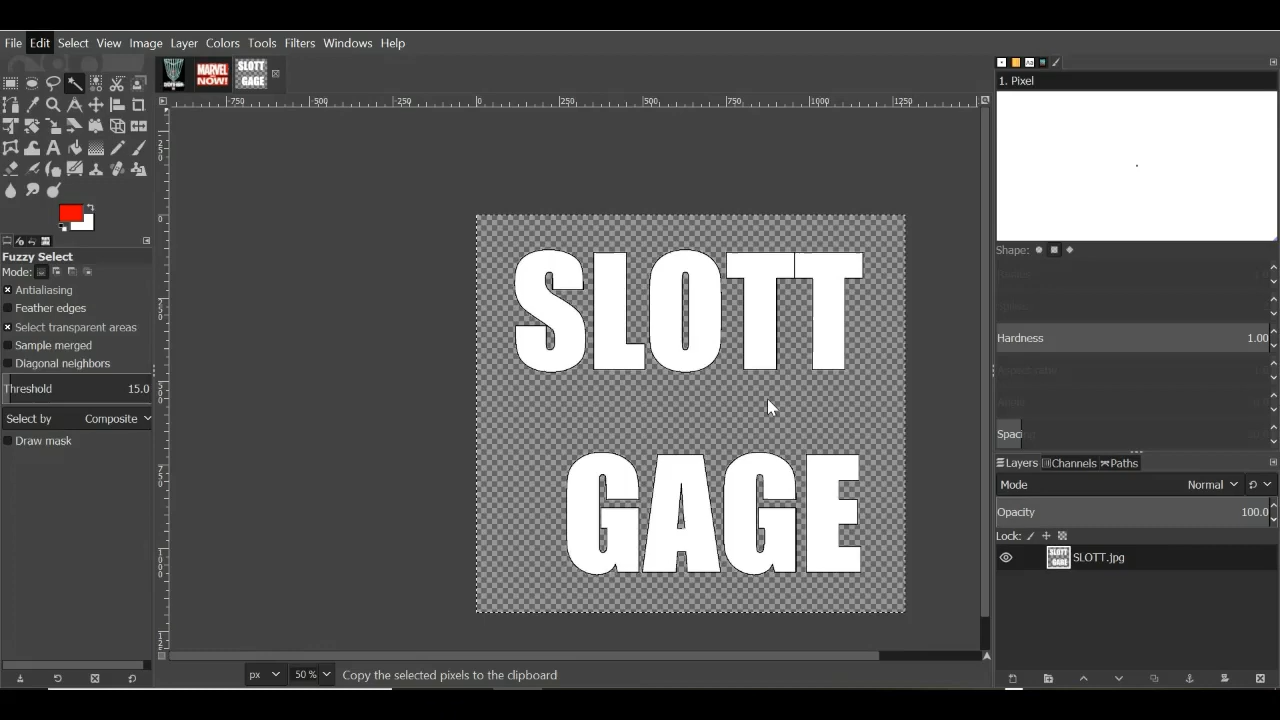 File Edit Select View Image Layer Colors Tools Filters Windows Help
MARVEL NOW!
SLOTT GAGE
-750 -500 -250 0 250 500 750 1000 1250
1. Pixel
Fuzzy Select
Mode:
Antialiasing
Feather edges
Select transparent areas
Sample merged
Diagonal neighbors
Threshold 15.0
Select by Composite
Draw mask
SLOTT
GAGE
px 50 % Copy the selected pixels to the clipboard
Shape:
Hardness 1.00
Spacing
Layers Channels Paths
Mode Normal
Opacity 100.0
Lock:
SLOTT.jpg